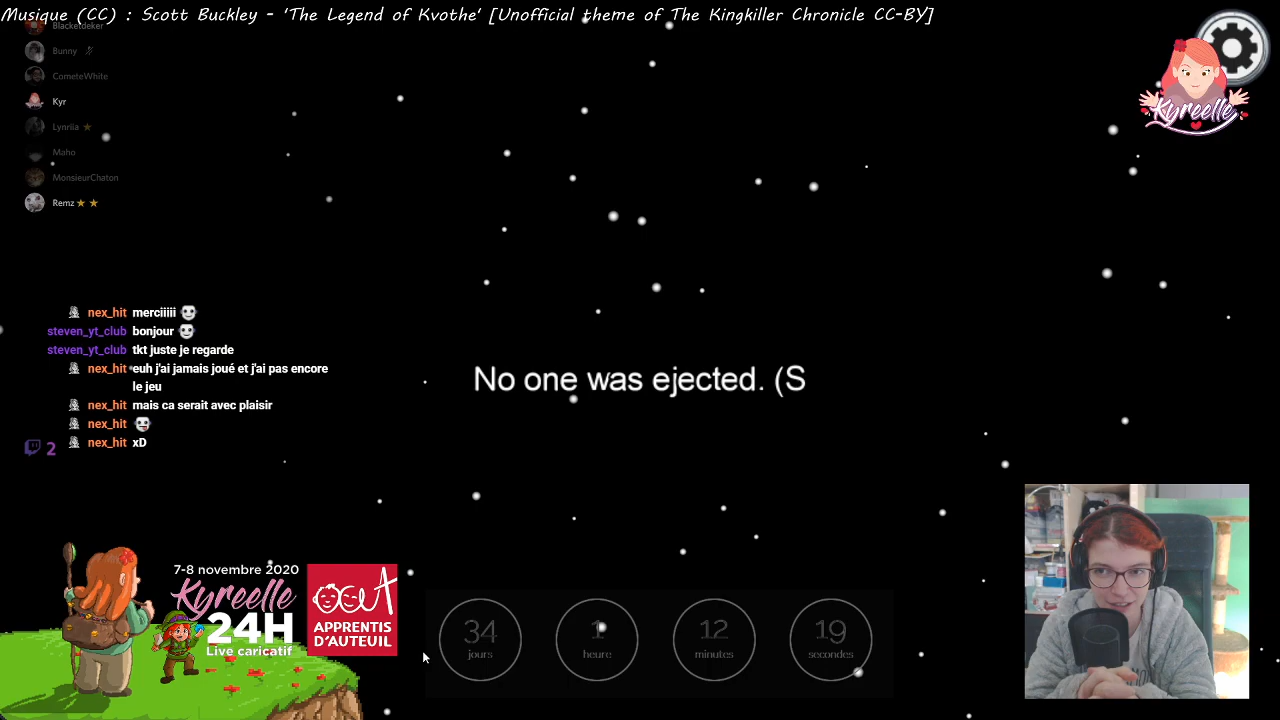 Musique (CC) : Scott Buckley - ‘The Legend of Kvothe’ [Unofficial theme of The Kingkiller Chronicle CC-BY]
Blacketdeker
Bunny
CometeWhite
Kyr
Lynriia
Maho
MonsieurChaton
Remz
Kyreelle
nex_hit merciiiii
steven_yt_club bonjour
steven_yt_club tkt juste je regarde
nex_hit euh j'ai jamais joué et j'ai pas encore
le jeu
nex_hit mais ca serait avec plaisir
nex_hit
nex_hit xD
2
No one was ejected. (S
7-8 novembre 2020
Kyreelle
24H
Live caricatif
APPRENTIS
D'AUTEUIL
34 1 12 19
jours heure minutes secondes